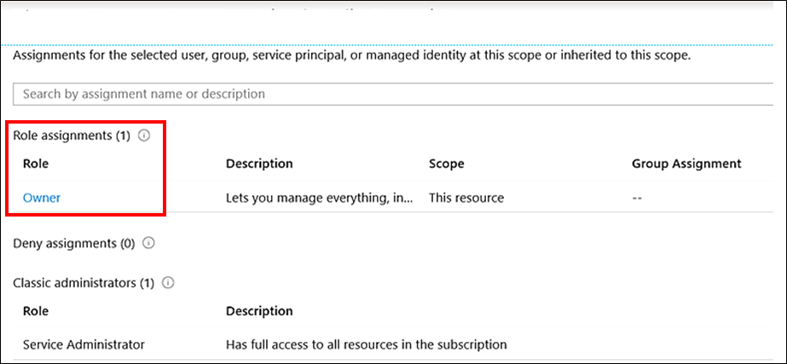 Assignments for the selected user, group, service principal, or managed identity at this scope or inherited to this scope.
Search by assignment name or description
Role assignments (1)
Role Description Scope Group Assignment
Owner Lets you manage everything, in... This resource --
Deny assignments (0)
Classic administrators (1)
Role Description
Service Administrator Has full access to all resources in the subscription